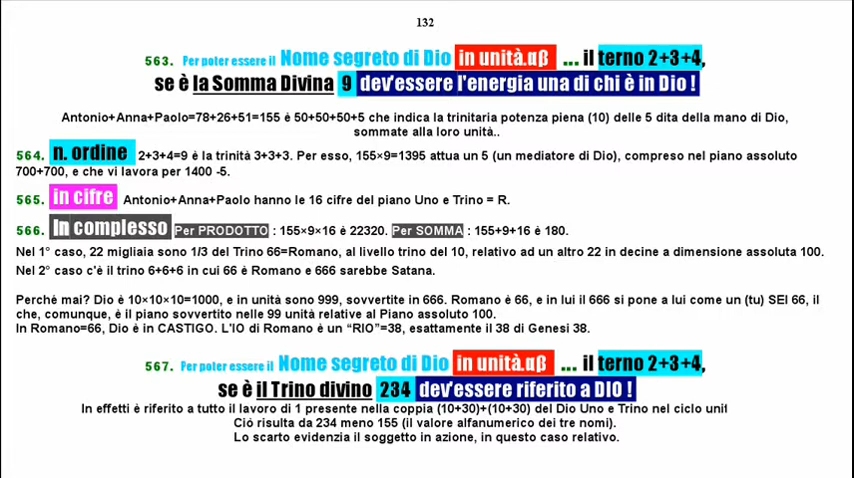 132
563. Per poter essere il Nome segreto di Dio in unità.αβ ... il terno 2+3+4,
se è la Somma Divina 9 dev'essere l'energia una di chi è in Dio !
Antonio+Anna+Paolo=78+26+51=155 è 50+50+50+5 che indica la trinitaria potenza piena (10) delle 5 dita della mano di Dio,
sommate alla loro unità..
564. n. ordine 2+3+4=9 è la trinità 3+3+3. Per esso, 155×9=1395 attua un 5 (un mediatore di Dio), compreso nel piano assoluto
700+700, e che vi lavora per 1400 -5.
565. in cifre Antonio+Anna+Paolo hanno le 16 cifre del piano Uno e Trino = R.
566. In complesso Per PRODOTTO : 155×9×16 è 22320. Per SOMMA : 155+9+16 è 180.
Nel 1° caso, 22 migliaia sono 1/3 del Trino 66=Romano, al livello trino del 10, relativo ad un altro 22 in decine a dimensione assoluta 100.
Nel 2° caso c'è il trino 6+6+6 in cui 66 è Romano e 666 sarebbe Satana.
Perché mai? Dio è 10×10×10=1000, e in unità sono 999, sovvertite in 666. Romano è 66, e in lui il 666 si pone a lui come un (tu) SEI 66, il
che, comunque, è il piano sovvertito nelle 99 unità relative al Piano assoluto 100.
In Romano=66, Dio è in CASTIGO. L'IO di Romano è un “RIO”=38, esattamente il 38 di Genesi 38.
567. Per poter essere il Nome segreto di Dio in unità.αβ ... il terno 2+3+4,
se è il Trino divino 234 dev'essere riferito a DIO !
In effetti è riferito a tutto il lavoro di 1 presente nella coppia (10+30)+(10+30) del Dio Uno e Trino nel ciclo unit
Ciò risulta da 234 meno 155 (il valore alfanumerico dei tre nomi).
Lo scarto evidenzia il soggetto in azione, in questo caso relativo.